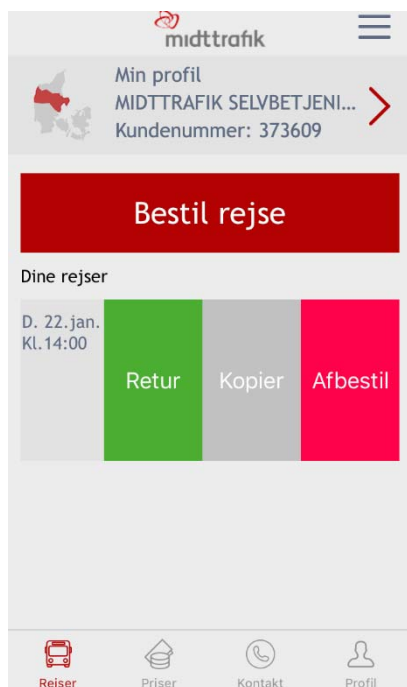 midttrafik
Min profil
MIDTTRAFIK SELVBETJENI...
Kundenummer: 373609
Bestil rejse
Dine rejser
D. 22.jan.
Kl.14:00
Retur
Kopier
Afbestil
Rejser
Priser
Kontakt
Profil